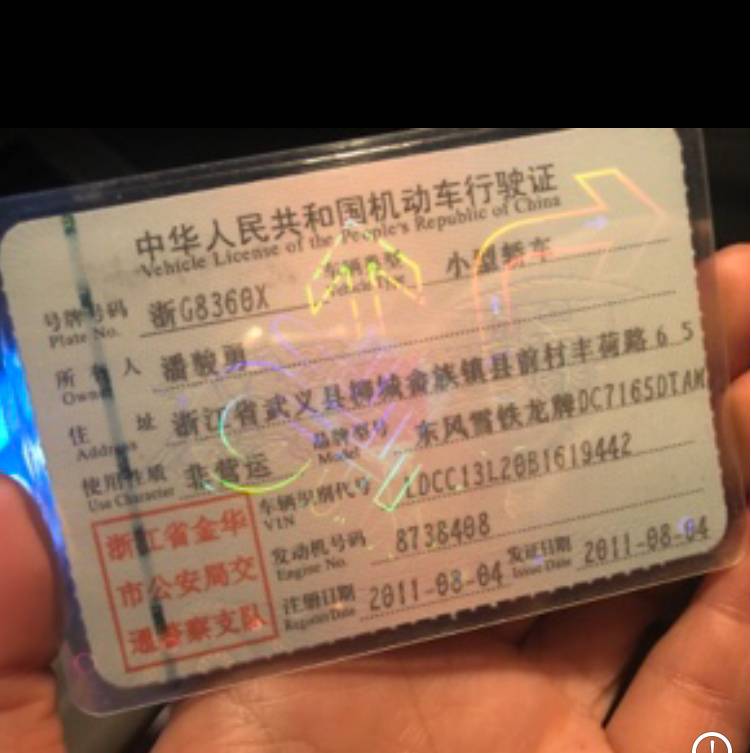 中华人民共和国机动车行驶证
Vehicle License of the People's Republic of China
号牌号码 浙G8360X 车辆类型 小型轿车
Plate No. Vehicle Type
所有人 潘骏勇
Owner
住址 浙江省武义县柳城畲族镇县前村丰荷路65
Address
使用性质 非营运 品牌型号 东风雪铁龙牌DC7165DTAM
Use Character Model
车辆识别代号 LDCC13L20B1619442
VIN
发动机号码 8738408
Engine No.
注册日期 2011-08-04 发证日期 2011-08-04
Register Date Issue Date
浙江省金华
市公安局交
通警察支队